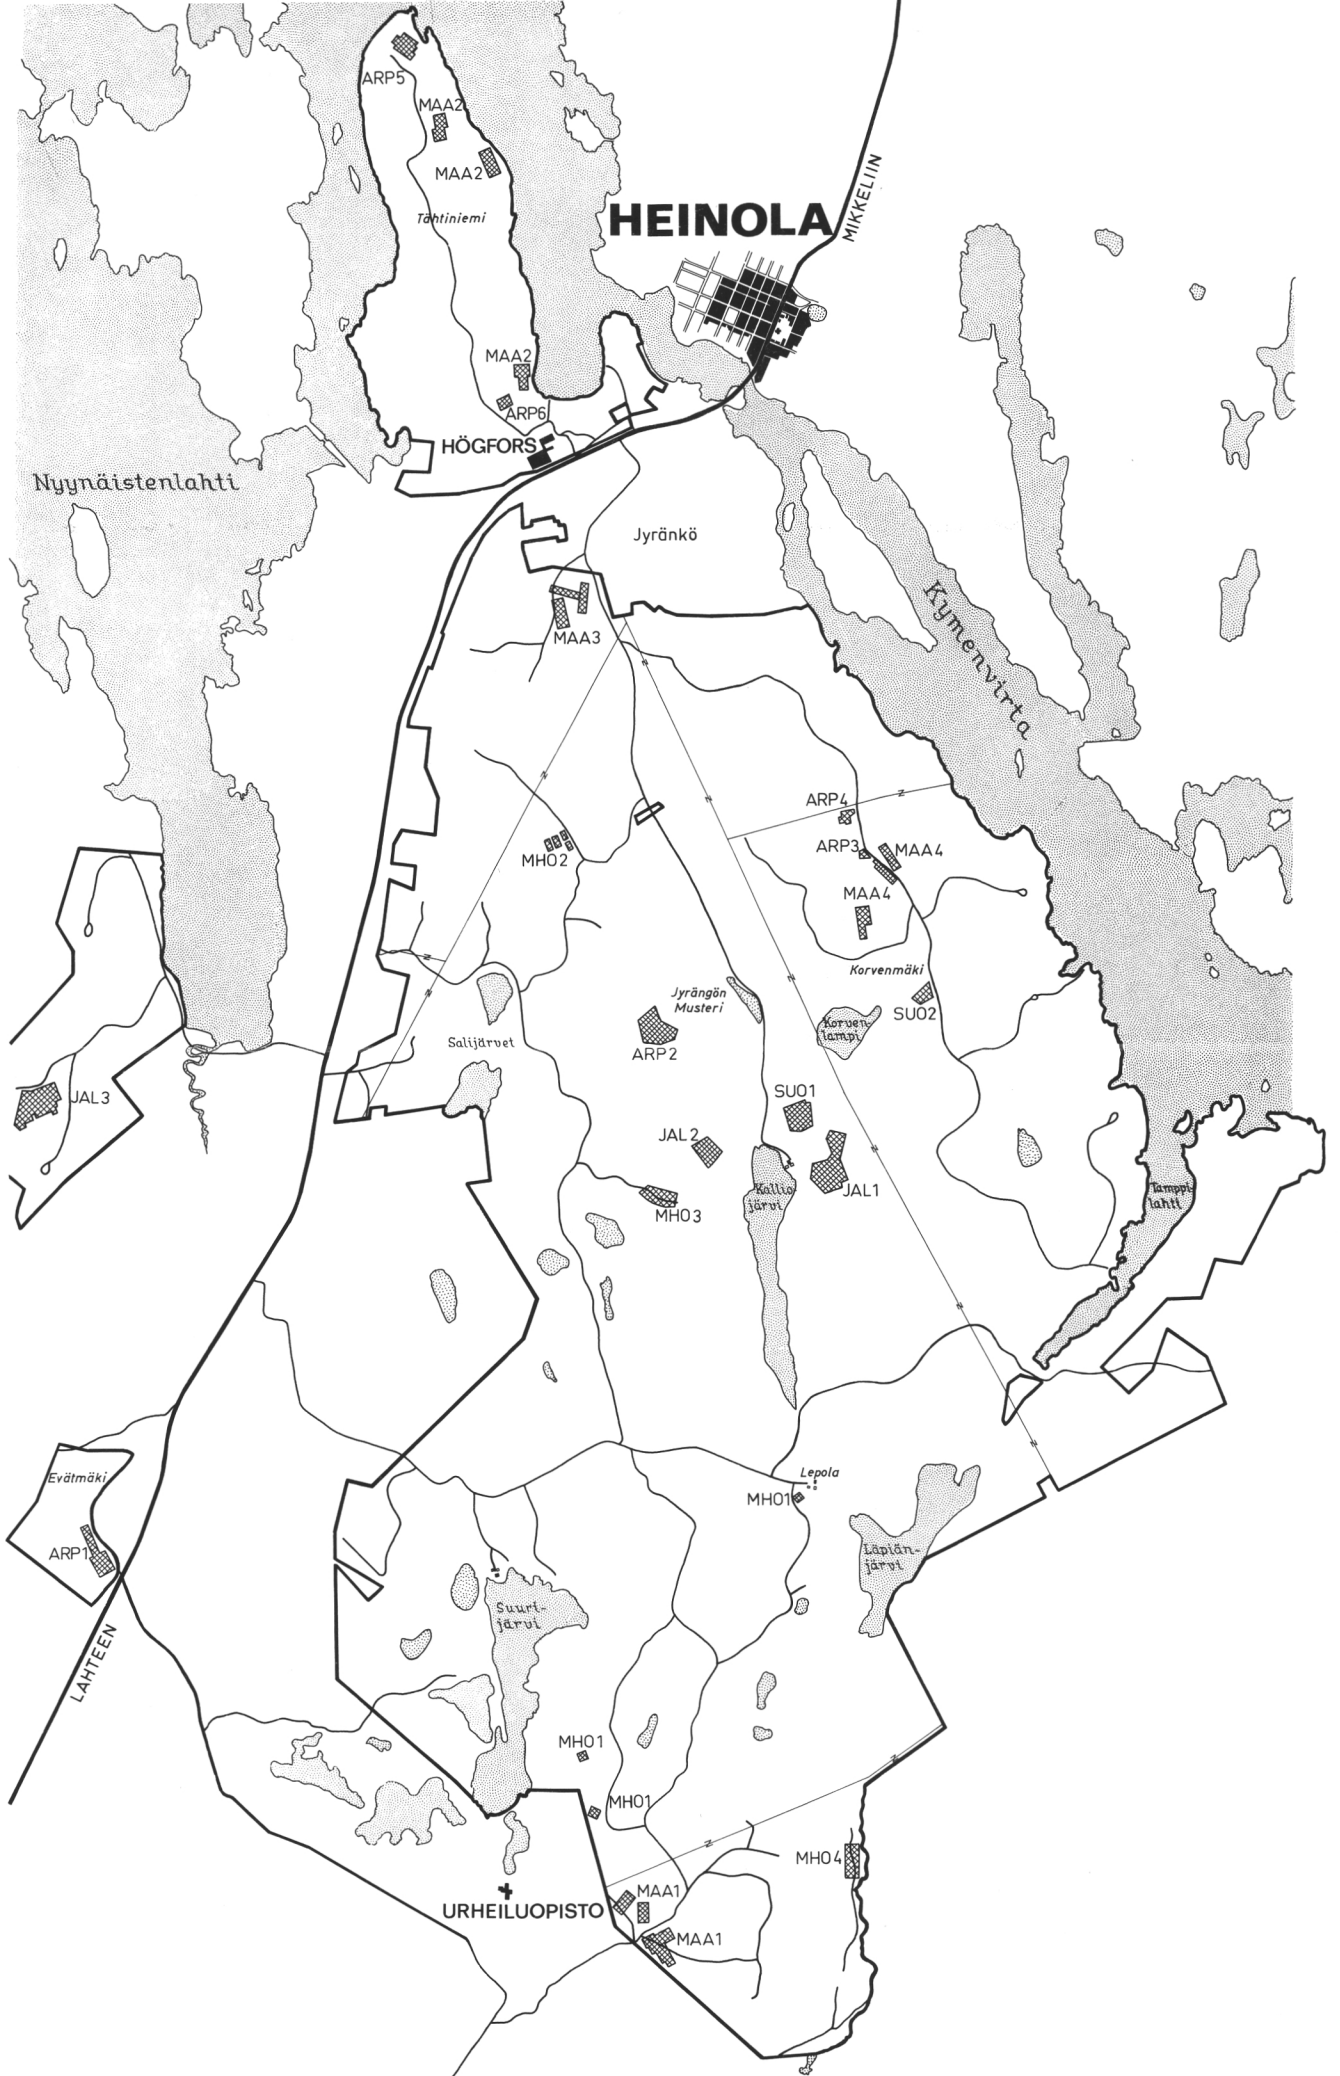 ARP5
MAA2
MAA2
Tähtiniemi
HEINOLA
MIKKELIIN
MAA2
ARP6
HÖGFORS
Nyynäistenlahti
Jyränkö
Kymenvirta
MAA3
ARP4
ARP3
MAA4
MHO2
MAA4
Korvenmäki
Jyrängön
Musteri
SUO2
Korven-
lampi
Salijärvet
ARP2
JAL3
SUO1
JAL2
JAL1
Kallio
järvi
Tamppi
lahti
MHO3
Evätmäki
Lepola
MHO1
ARP1
Läpiän-
järvi
Suuri-
järvi
LAHTEEN
MHO1
MHO1
MHO4
MAA1
URHEILUOPISTO
MAA1